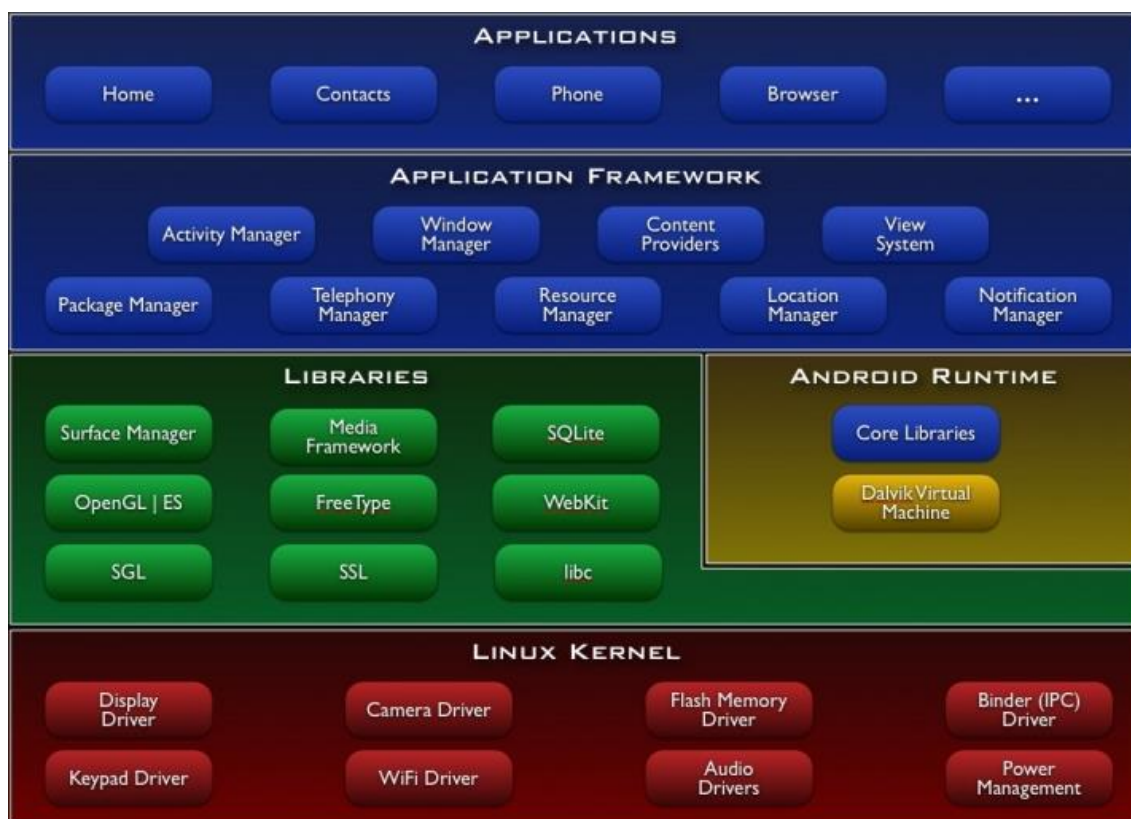 APPLICATIONS
Home
Contacts
Phone
Browser
...
APPLICATION FRAMEWORK
Activity Manager
Window
Manager
Content
Providers
View
System
Package Manager
Telephony
Manager
Resource
Manager
Location
Manager
Notification
Manager
LIBRARIES
Surface Manager
Media
Framework
SQLite
OpenGL | ES
FreeType
WebKit
SGL
SSL
libc
ANDROID RUNTIME
Core Libraries
Dalvik Virtual
Machine
LINUX KERNEL
Display
Driver
Camera Driver
Flash Memory
Driver
Binder (IPC)
Driver
Keypad Driver
WiFi Driver
Audio
Drivers
Power
Management